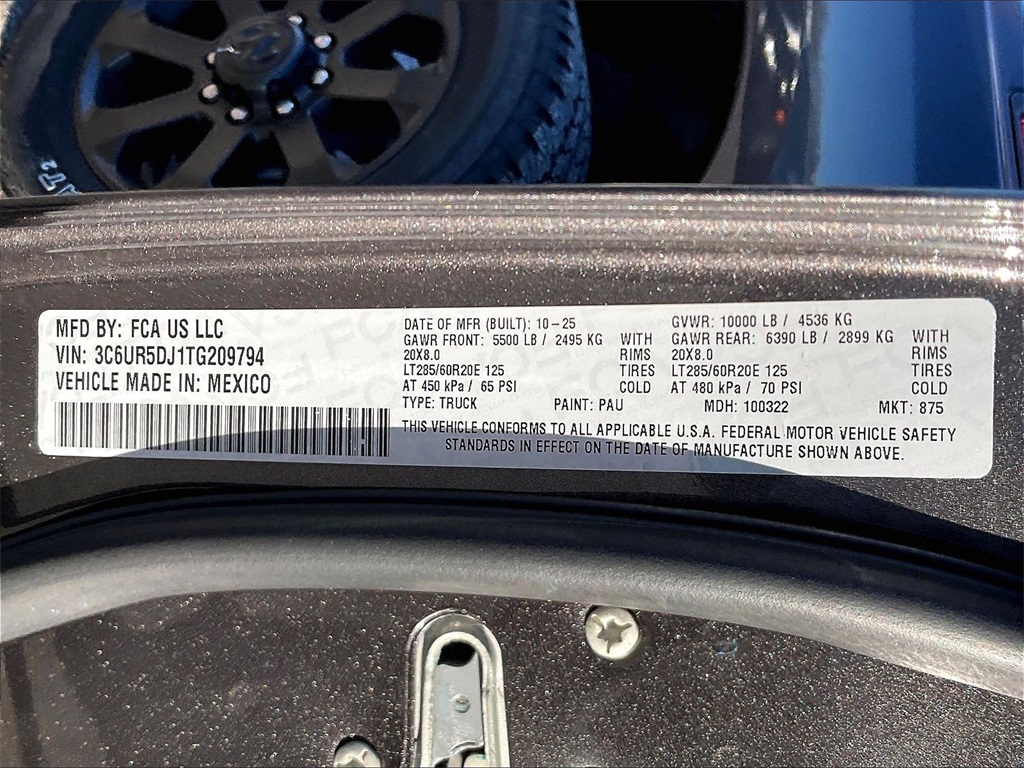 AT2
MFD BY: FCA US LLC
VIN: 3C6UR5DJ1TG209794
VEHICLE MADE IN: MEXICO
DATE OF MFR (BUILT): 10-25 GVWR: 10000 LB / 4536 KG
GAWR FRONT: 5500 LB / 2495 KG WITH GAWR REAR: 6390 LB / 2899 KG WITH
20X8.0 RIMS 20X8.0 RIMS
LT285/60R20E 125 TIRES LT285/60R20E 125 TIRES
AT 450 kPa / 65 PSI COLD AT 480 kPa / 70 PSI COLD
TYPE: TRUCK PAINT: PAU MDH: 100322 MKT: 875
THIS VEHICLE CONFORMS TO ALL APPLICABLE U.S.A. FEDERAL MOTOR VEHICLE SAFETY
STANDARDS IN EFFECT ON THE DATE OF MANUFACTURE SHOWN ABOVE.